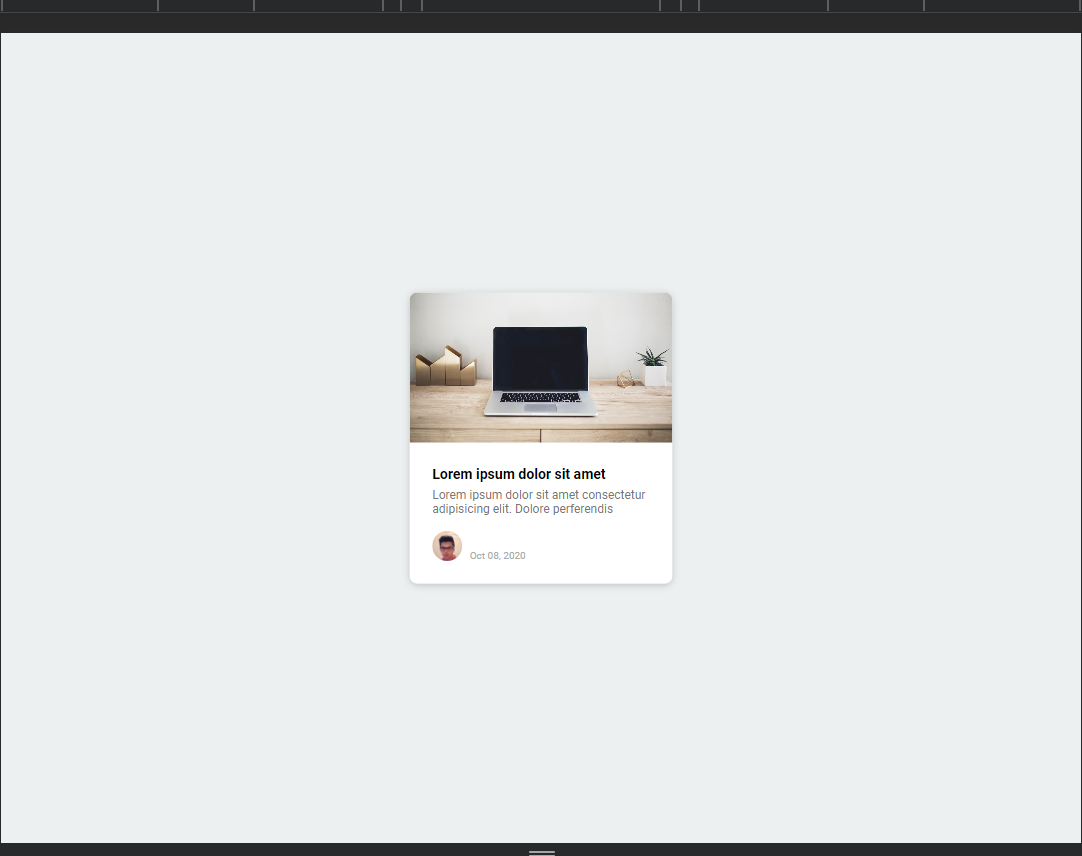 Lorem ipsum dolor sit amet
Lorem ipsum dolor sit amet consectetur
adipisicing elit. Dolore perferendis
Oct 08, 2020